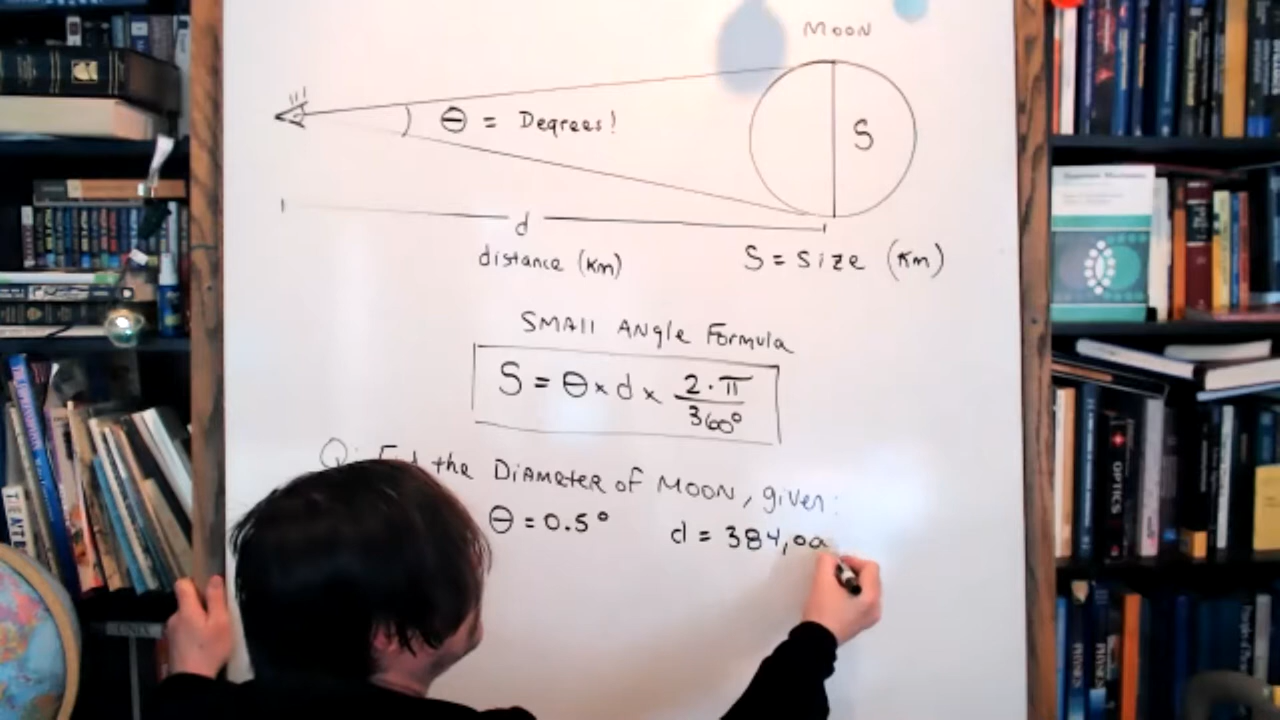 MOON
θ = Degrees!
S
d
distance (Km)
S = Size (Km)
SMAll ANgle Formula
S = θ × d × 2·π / 360°
Q: the DiAMeter of MOON, given:
θ = 0.5°
d = 384,00
OPTICS